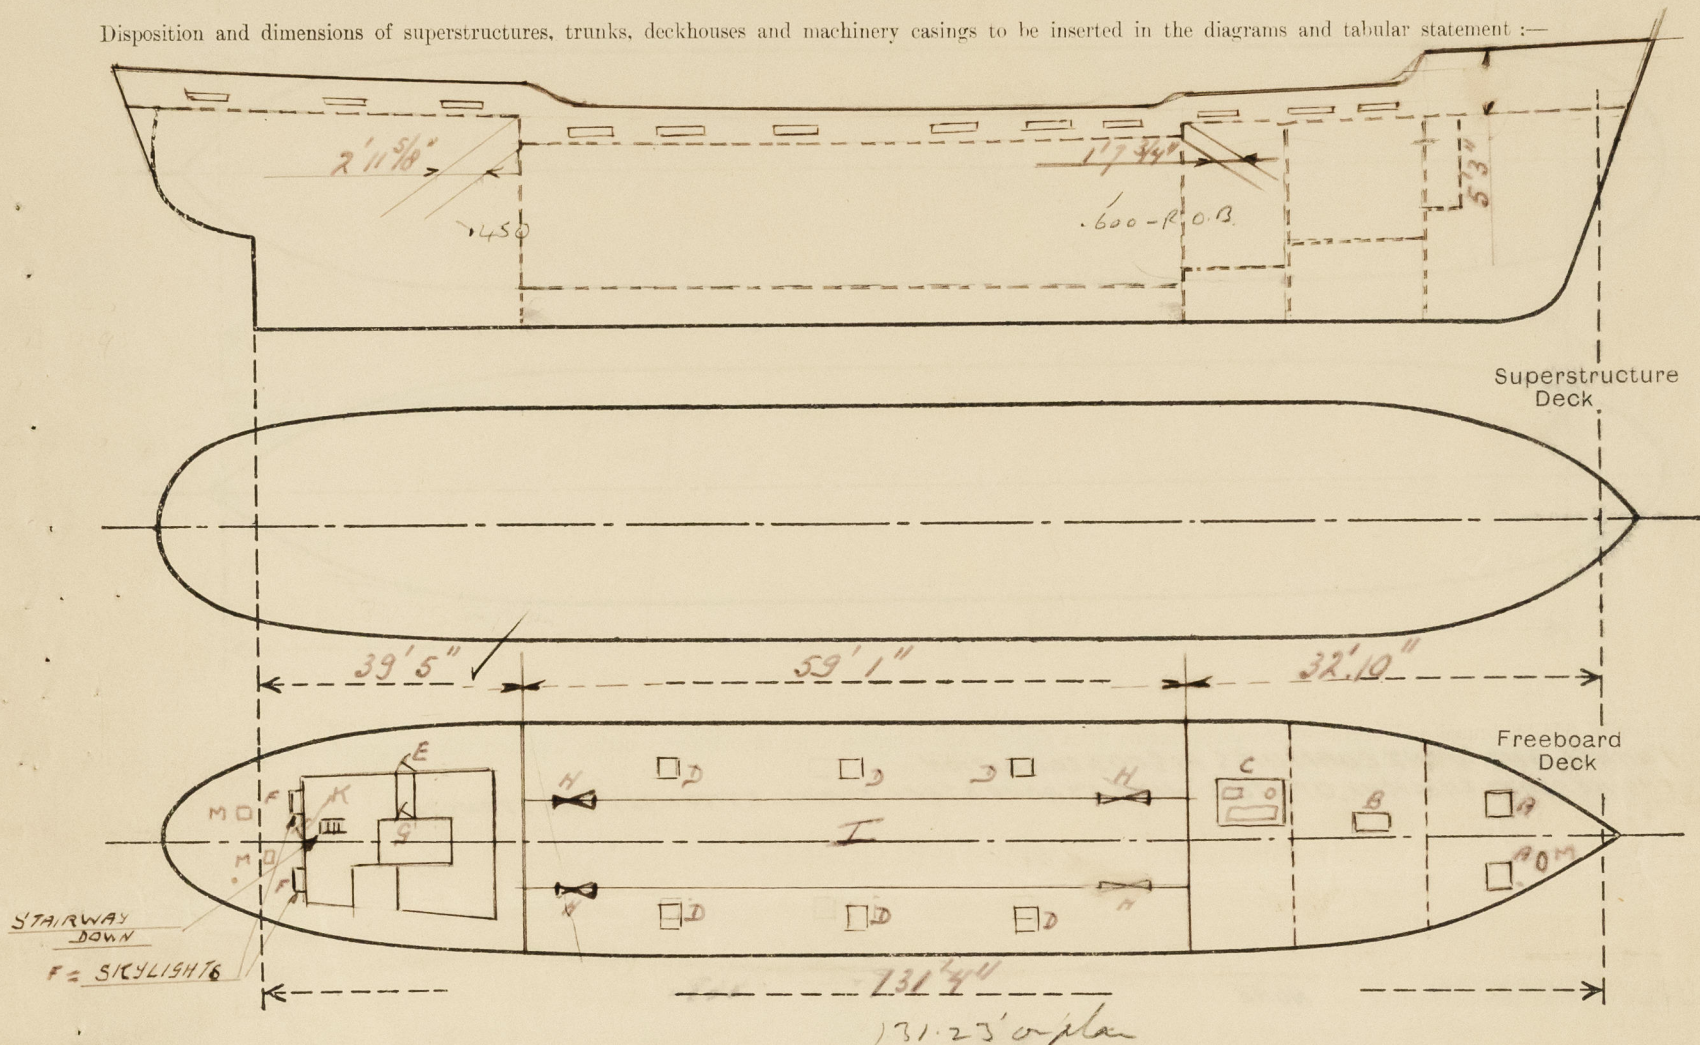 Disposition and dimensions of superstructures, trunks, deckhouses and machinery casings to be inserted in the diagrams and tabular statement :—
2' 11 5/8"
1' 7 3/4"
5' 3"
.450
.600 - R.O.B.
Superstructure
Deck.
39' 5"
59' 1"
32'.10"
Freeboard
Deck
E
D
D
D
H
H
C
K
F
M
B
A
G
I
M
A
M
F
H
H
D
D
D
STAIRWAY
DOWN
F = SKYLIGHTS
131' 4"
131.23' on plan